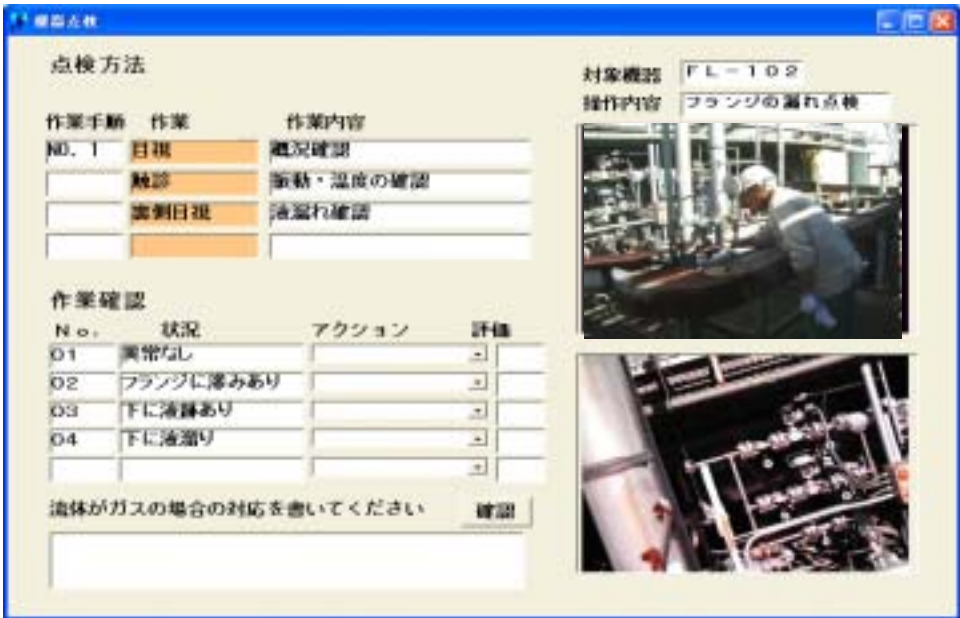 機器点検
点検方法
対象機器 FL-102
操作内容 フランジの漏れ点検
作業手順 作業 作業内容
NO. 1 目視 概況確認
触診 振動・温度の確認
裏側目視 液漏れ確認
作業確認
No. 状況 アクション 評価
01 異常なし
02 フランジに滲みあり
03 下に液跡あり
04 下に液溜り
流体がガスの場合の対応を書いてください 確認